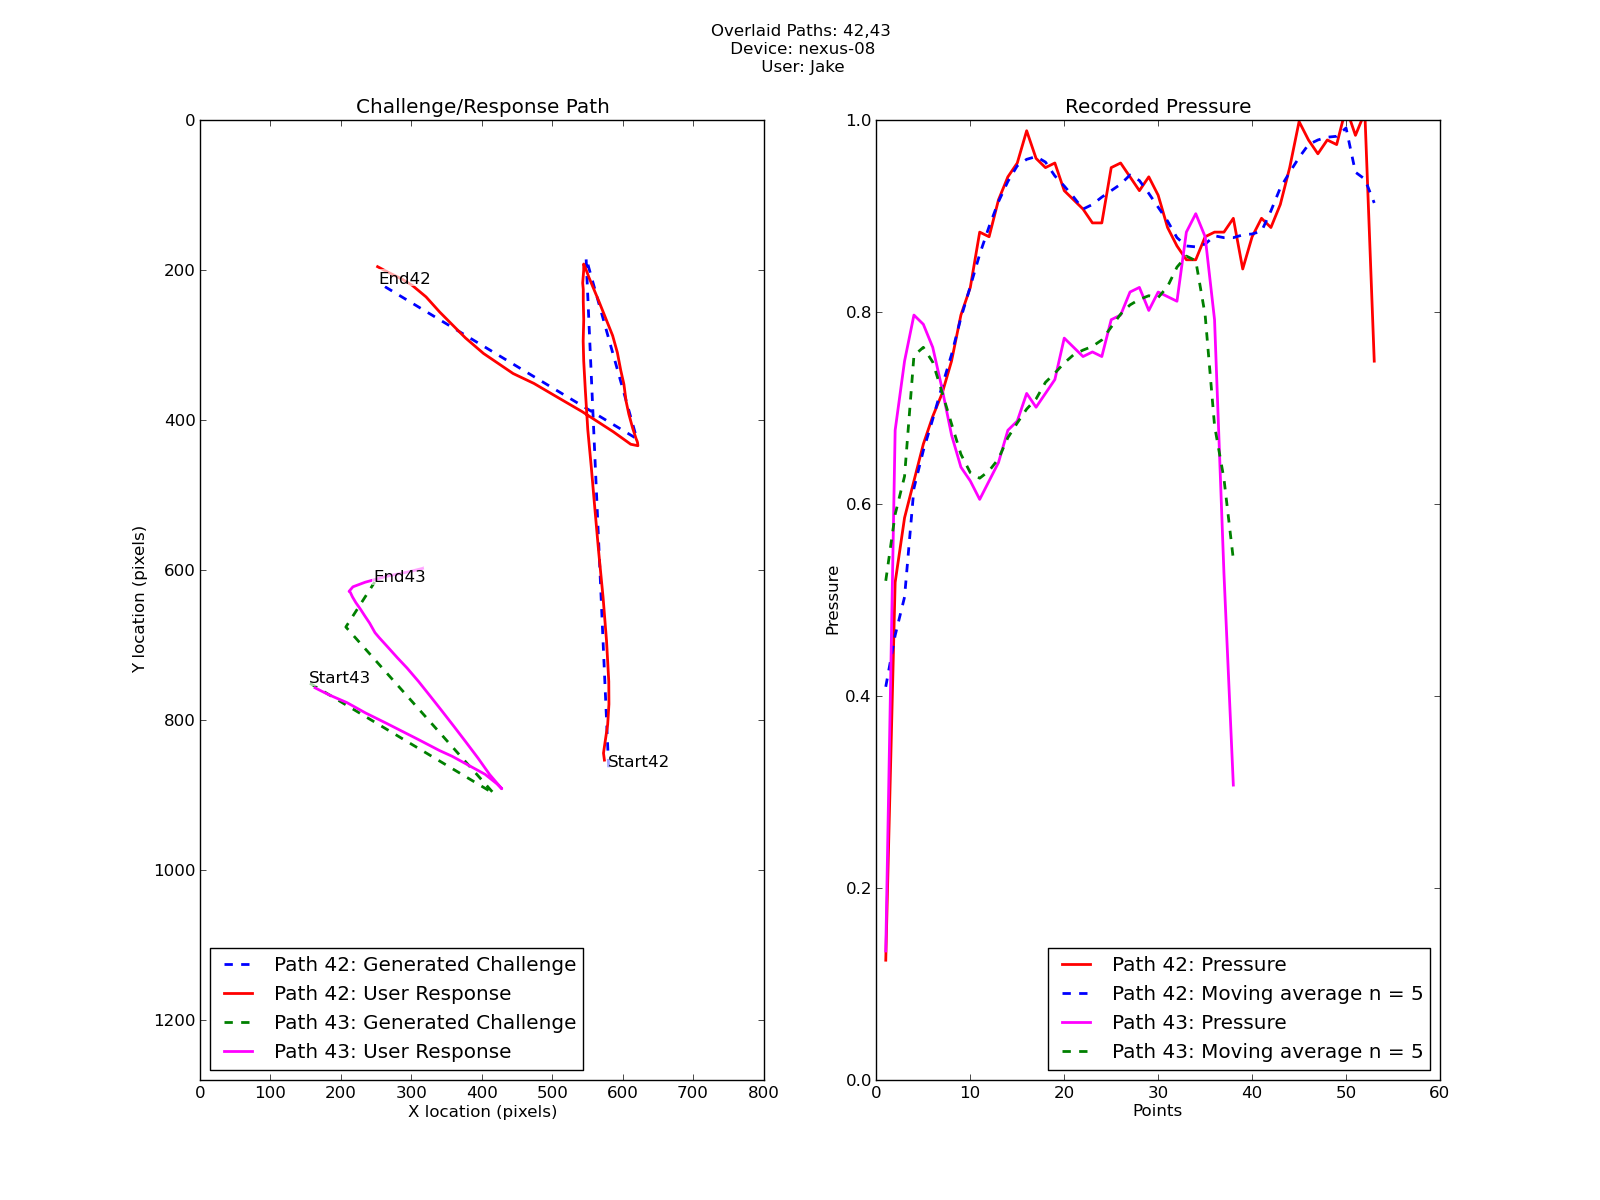 Overlaid Paths: 42,43
Device: nexus-08
User: Jake
Challenge/Response Path
0
200
400
600
800
1000
1200
Y location (pixels)
End42
End43
Start43
Start42
Path 42: Generated Challenge
Path 42: User Response
Path 43: Generated Challenge
Path 43: User Response
0 100 200 300 400 500 600 700 800
X location (pixels)
Recorded Pressure
1.0
0.8
0.6
0.4
0.2
0.0
Pressure
Path 42: Pressure
Path 42: Moving average n = 5
Path 43: Pressure
Path 43: Moving average n = 5
0 10 20 30 40 50 60
Points